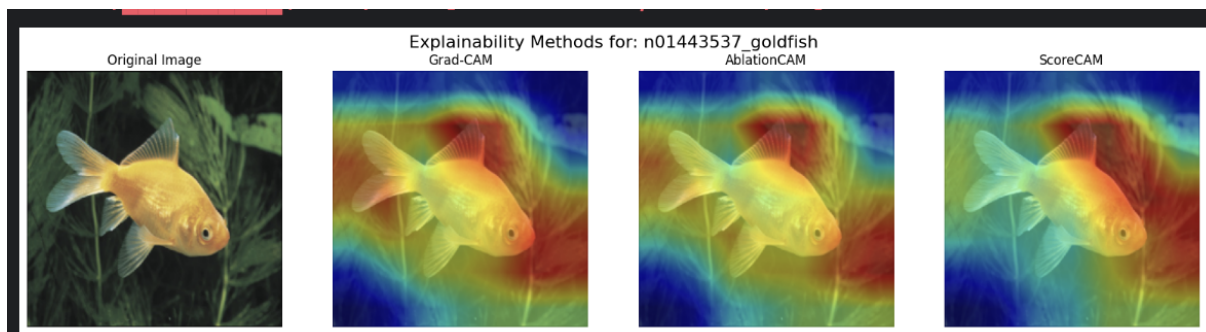 Explainability Methods for: n01443537_goldfish
Original Image
Grad-CAM
AblationCAM
ScoreCAM